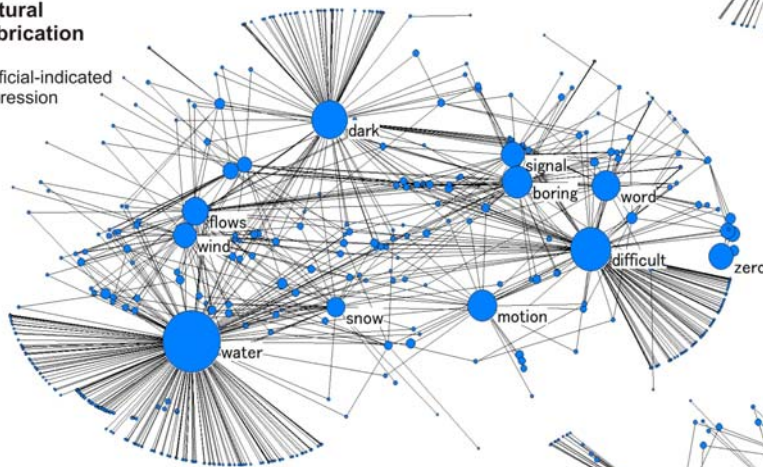 tural
brication
ficial-indicated
ression
dark
signal
boring
word
flows
wind
difficult
zero
snow
motion
water